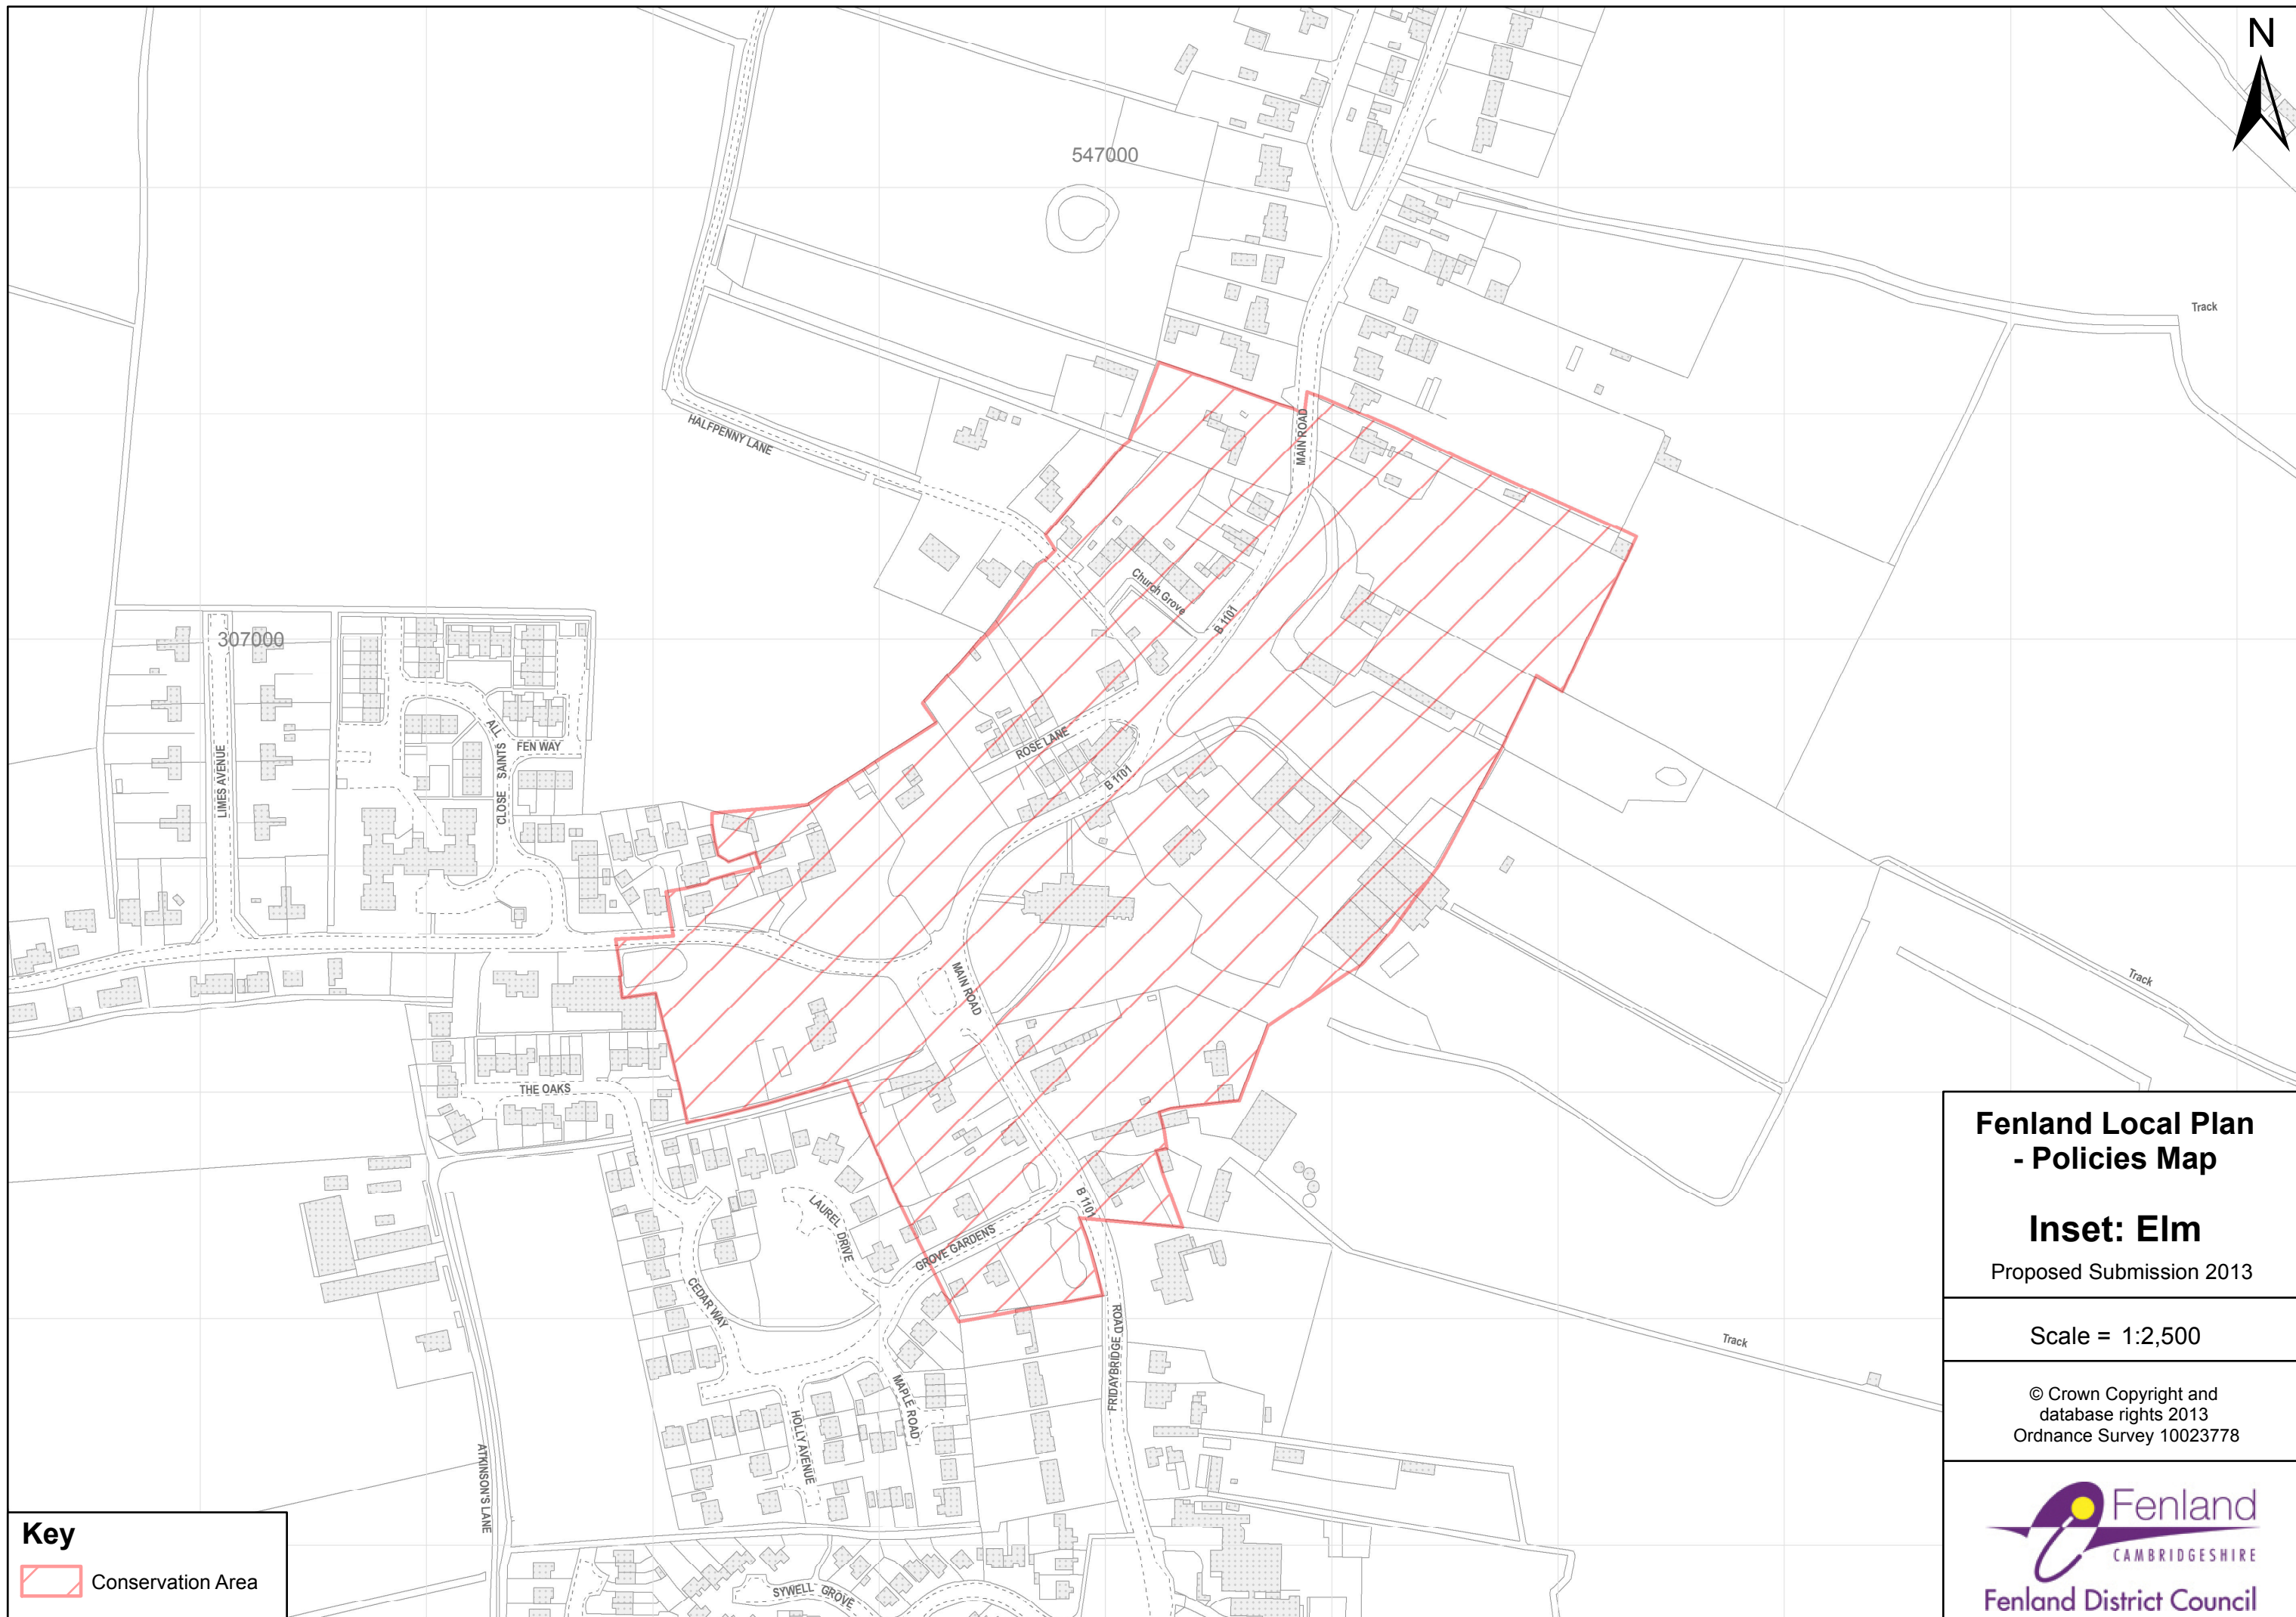 N
547000
Track
MAIN ROAD
HALFPENNY LANE
Church Grove
B 1101
307000
ROSE LANE
ALL SAINTS CLOSE
FEN WAY
LIMES AVENUE
B 1101
MAIN ROAD
Track
THE OAKS
LAUREL DRIVE
B 1101
GROVE GARDENS
CEDAR WAY
FRIDAYBRIDGE ROAD
Track
MAPLE ROAD
HOLLY AVENUE
ATKINSON'S LANE
SYWELL GROVE
Key
Conservation Area
Fenland Local Plan
- Policies Map
Inset: Elm
Proposed Submission 2013
Scale = 1:2,500
© Crown Copyright and
database rights 2013
Ordnance Survey 10023778
Fenland
CAMBRIDGESHIRE
Fenland District Council